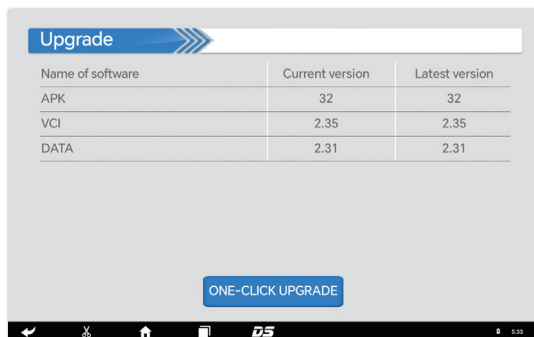 Upgrade
Name of software Current version Latest version
APK 32 32
VCI 2.35 2.35
DATA 2.31 2.31
ONE-CLICK UPGRADE
DS 5:33